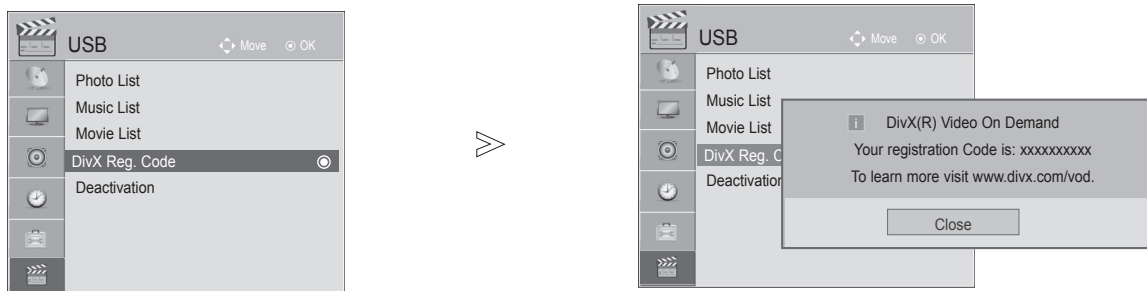 USB
Move
OK
Photo List
Music List
Movie List
DivX Reg. Code
Deactivation
USB
Move
OK
Photo List
Music List
Movie List
DivX Reg. C
Deactivation
i
DivX(R) Video On Demand
Your registration Code is: xxxxxxxxxx
To learn more visit www.divx.com/vod.
Close